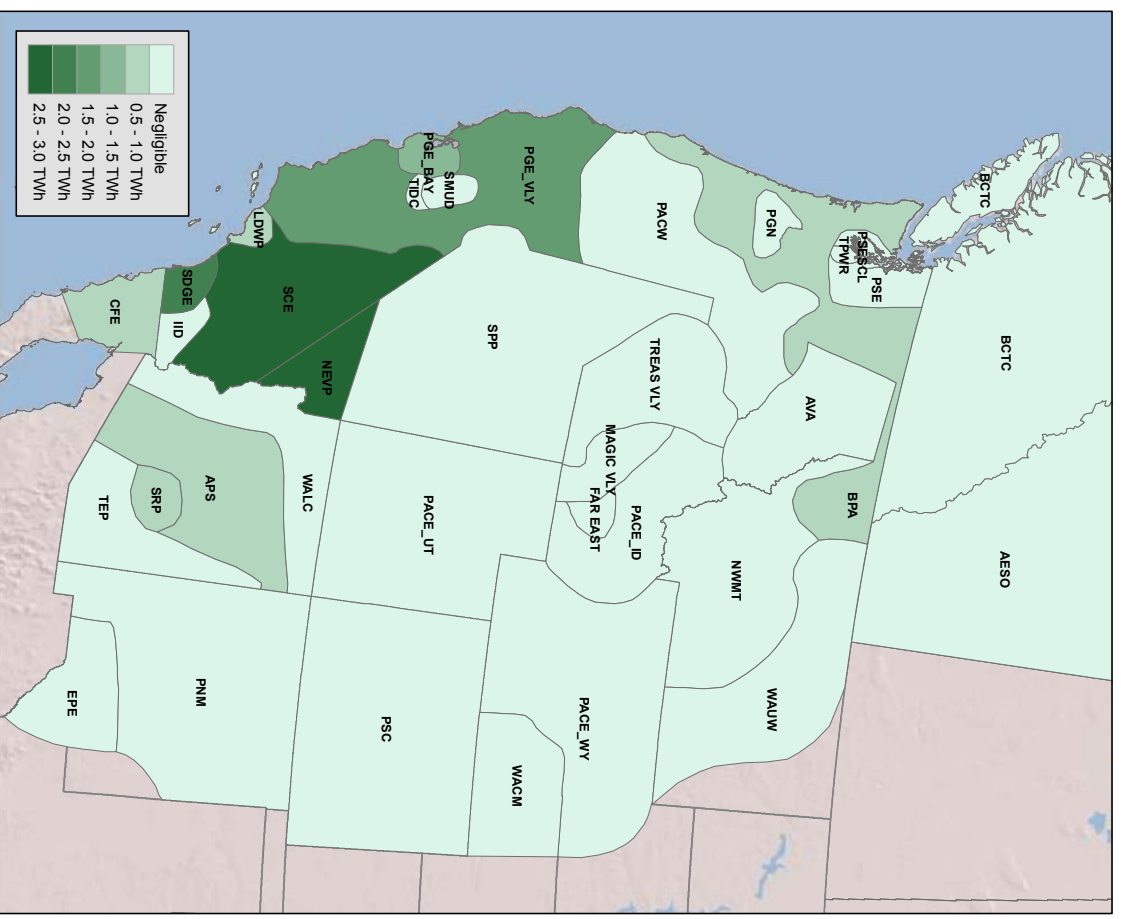 BCTC
AESO
BCTC
PSE
PSESCL
BPA
TPWR
AVA
PGN
WAUW
NWMT
PACW
TREAS VLY
PACE_ID
MAGIC VLY
FAR EAST
PACE_WY
PGE_VLY
WACM
SPP
SMUD
PGE_BAY
PACE_UT
TIDC
PSC
NEVP
WALC
SCE
LDWP
APS
PNM
SDGE
IID
SRP
CFE
TEP
EPE
Negligible
0.5 - 1.0 TWh
1.0 - 1.5 TWh
1.5 - 2.0 TWh
2.0 - 2.5 TWh
2.5 - 3.0 TWh